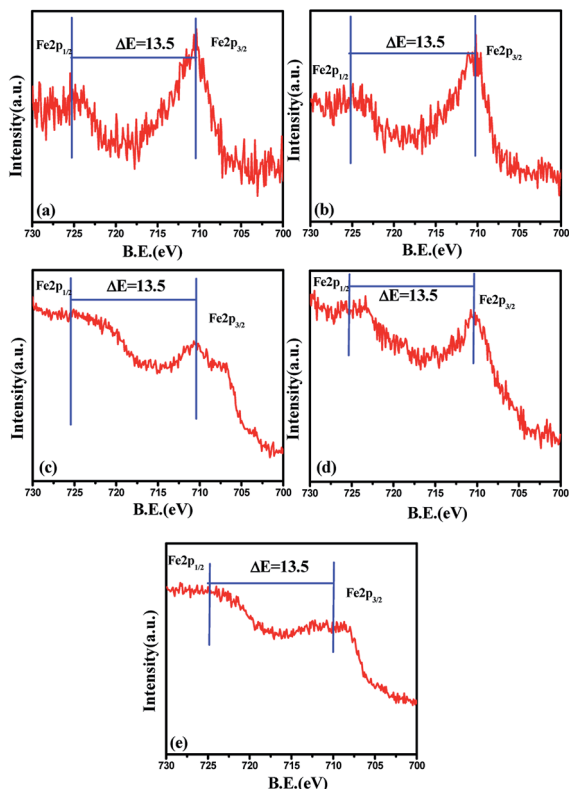 Fe2p1/2 ΔE=13.5 Fe2p3/2
Intensity(a.u.)
(a)
730 725 720 715 710 705 700
B.E.(eV)
Fe2p1/2 ΔE=13.5 Fe2p3/2
Intensity(a.u.)
(b)
730 725 720 715 710 705 700
B.E.(eV)
Fe2p1/2 ΔE=13.5 Fe2p3/2
Intensity(a.u.)
(c)
730 725 720 715 710 705 700
B.E.(eV)
Fe2p1/2 ΔE=13.5 Fe2p3/2
Intensity(a.u.)
(d)
730 725 720 715 710 705 700
B.E.(eV)
Fe2p1/2 ΔE=13.5 Fe2p3/2
Intensity(a.u.)
(e)
730 725 720 715 710 705 700
B.E.(eV)